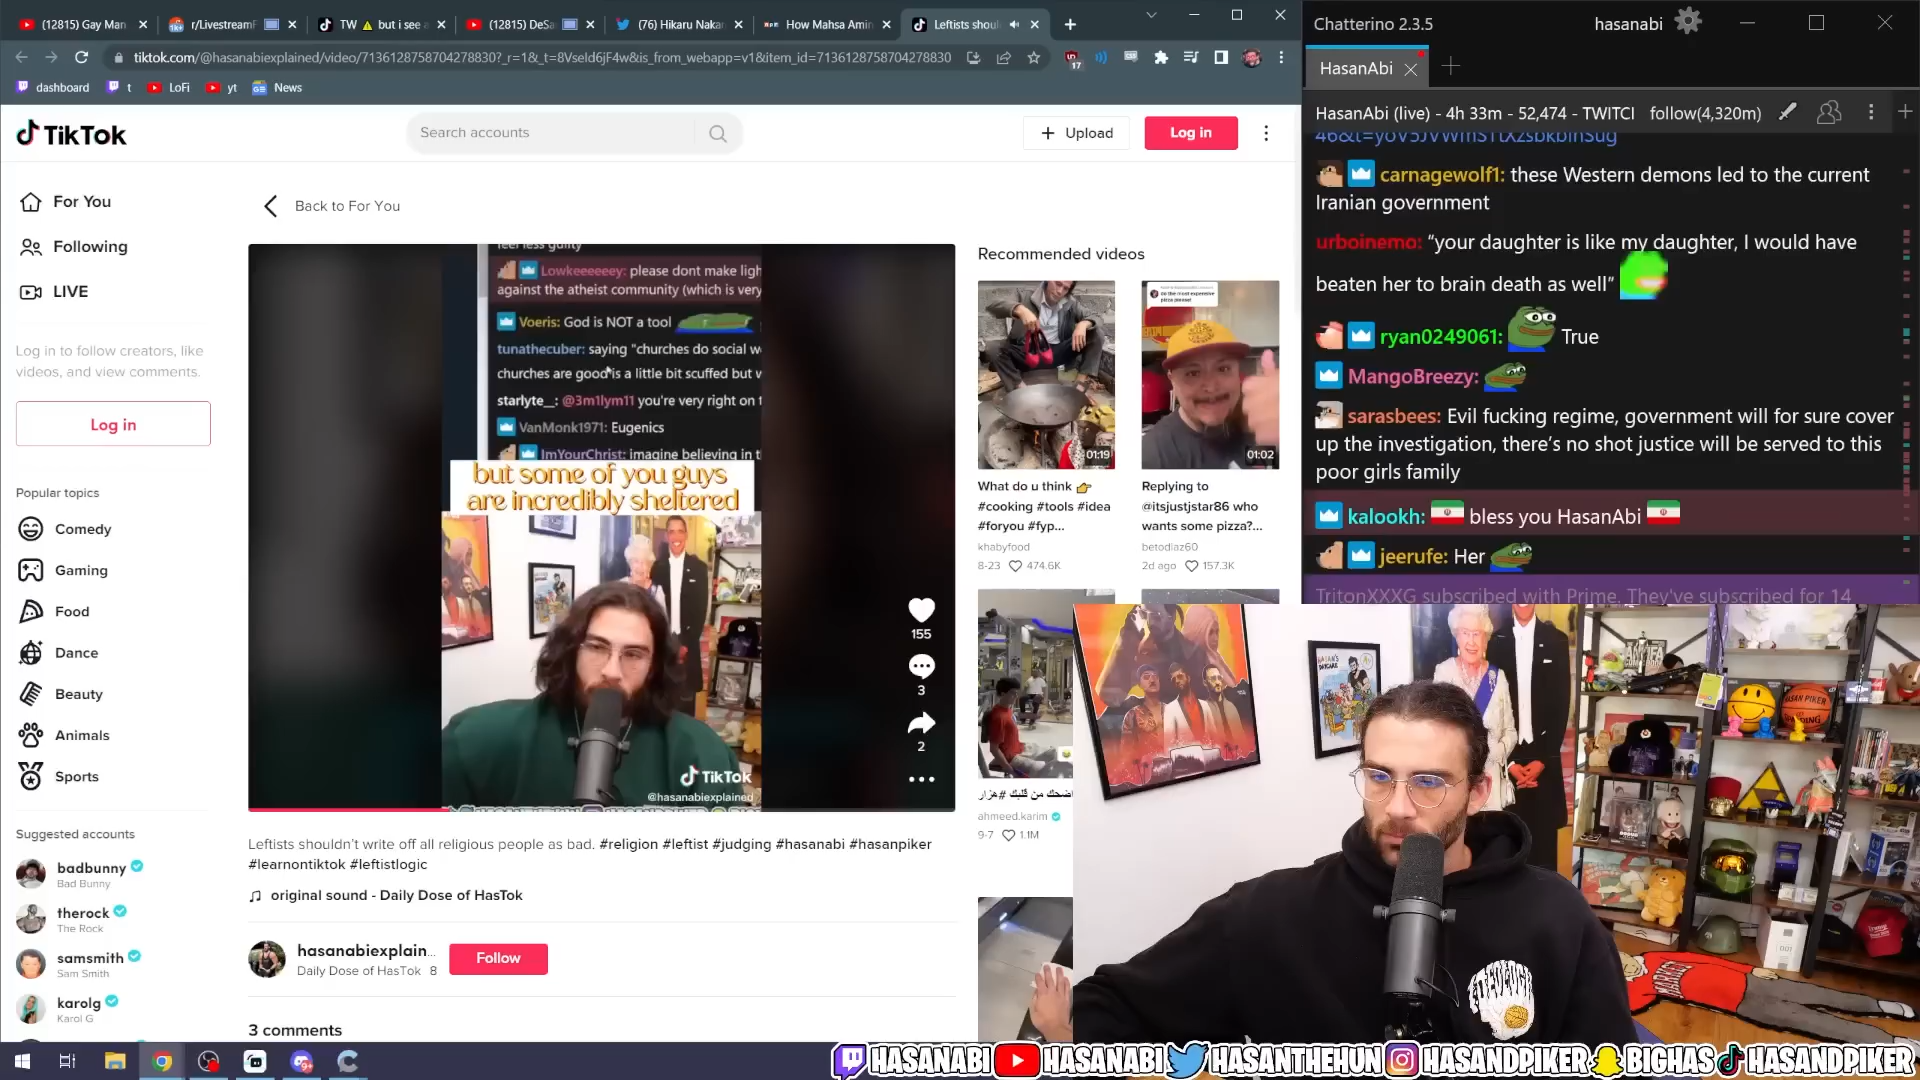 (12815) Gay Man
r/LivestreamF
TW ⚠ but i see a
(12815) DeSa
(76) Hikaru Naka
How Mahsa Amin
Leftists shoul
tiktok.com/@hasanabiexplained/video/7136128758704278830?_r=1&_t=8Vseld6jF4w&is_from_webapp=v1&item_id=7136128758704278830
17
dashboard
t
LoFi
yt
News
TikTok
Search accounts
Upload
Log in
For You
Following
LIVE
Log in to follow creators, like
videos, and view comments.
Log in
Popular topics
Comedy
Gaming
Food
Dance
Beauty
Animals
Sports
Suggested accounts
badbunny
Bad Bunny
therock
The Rock
samsmith
Sam Smith
karolg
Karol G
Back to For You
feel less guilty
Lowkeeeeey: please dont make ligh
against the atheist community (which is very
Voeris: God is NOT a tool
tunathecuber: saying "churches do social w
churches are good is a little bit scuffed but w
starlyte__: @3m1lym11 you're very right on t
VanMonk1971: Eugenics
ImYourChrist: imagine believing in t
but some of you guys
are incredibly sheltered
155
3
2
TikTok
@hasanabiexplained
Leftists shouldn't write off all religious people as bad. #religion #leftist #judging #hasanabi #hasanpiker
#learnontiktok #leftistlogic
original sound - Daily Dose of HasTok
hasanabiexplain...
Daily Dose of HasTok 8
Follow
3 comments
Recommended videos
01:19
What do u think 👉
#cooking #tools #idea
#foryou #fyp...
khabyfood
8-23 474.6K
01:02
Replying to
@itsjustjstar86 who
wants some pizza?...
betodiaz60
2d ago 157.3K
اضحك من قلبك #هزار
ahmeed.karim
9-7 1.1M
Chatterino 2.3.5
hasanabi
HasanAbi
HasanAbi (live) - 4h 33m - 52,474 - TWITCI
follow(4,320m)
carnagewolf1: these Western demons led to the current
Iranian government
urboinemo: “your daughter is like my daughter, I would have
beaten her to brain death as well”
ryan0249061: True
MangoBreezy:
sarasbees: Evil fucking regime, government will for sure cover
up the investigation, there's no shot justice will be served to this
poor girls family
kalookh: bless you HasanAbi
jeerufe: Her
TritonXXXG subscribed with Prime. They've subscribed for 14
HASANABI
HASANABI
HASANTHEHUN
HASANDPIKER
BIGHAS
HASANDPIKER